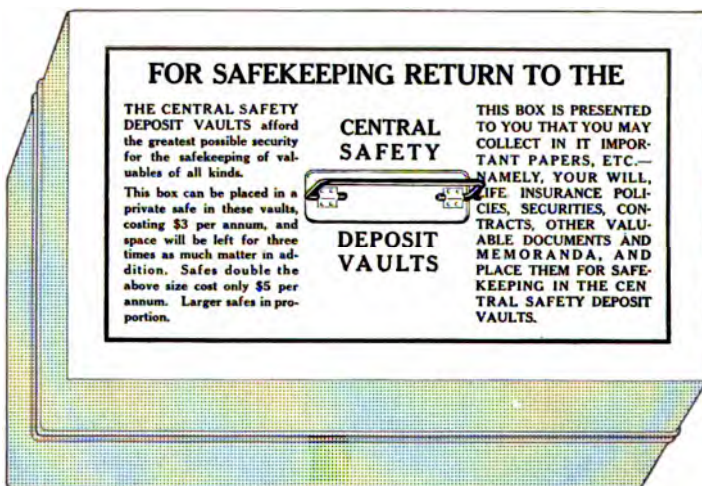 FOR SAFEKEEPING RETURN TO THE
THE CENTRAL SAFETY
DEPOSIT VAULTS afford
the greatest possible security
for the safekeeping of val-
uables of all kinds.
This box can be placed in a
private safe in these vaults,
costing $3 per annum, and
space will be left for three
times as much matter in ad-
dition. Safes double the
above size cost only $5 per
annum. Larger safes in pro-
portion.
CENTRAL
SAFETY
DEPOSIT
VAULTS
THIS BOX IS PRESENTED
TO YOU THAT YOU MAY
COLLECT IN IT IMPOR-
TANT PAPERS, ETC.—
NAMELY, YOUR WILL,
LIFE INSURANCE POLI-
CIES, SECURITIES, CON-
TRACTS, OTHER VALU-
ABLE DOCUMENTS AND
MEMORANDA, AND
PLACE THEM FOR SAFE-
KEEPING IN THE CEN
TRAL SAFETY DEPOSIT
VAULTS.